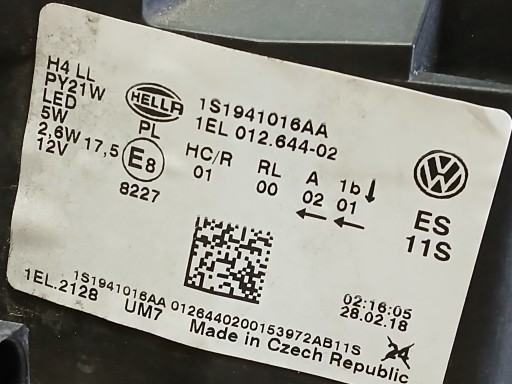 H4 LL
PY21W
LED
5W
2,6W 17,5
12V
HELLA
PL
E8
8227
1S1941016AA
1EL 012.644-02
HC/R RL A 1b
01 00 02 01
ES
11S
02:16:05
28.02.18
1S1941016AA 0126440200153972AB11S
1EL.2128 UM7 Made in Czech Republic
24